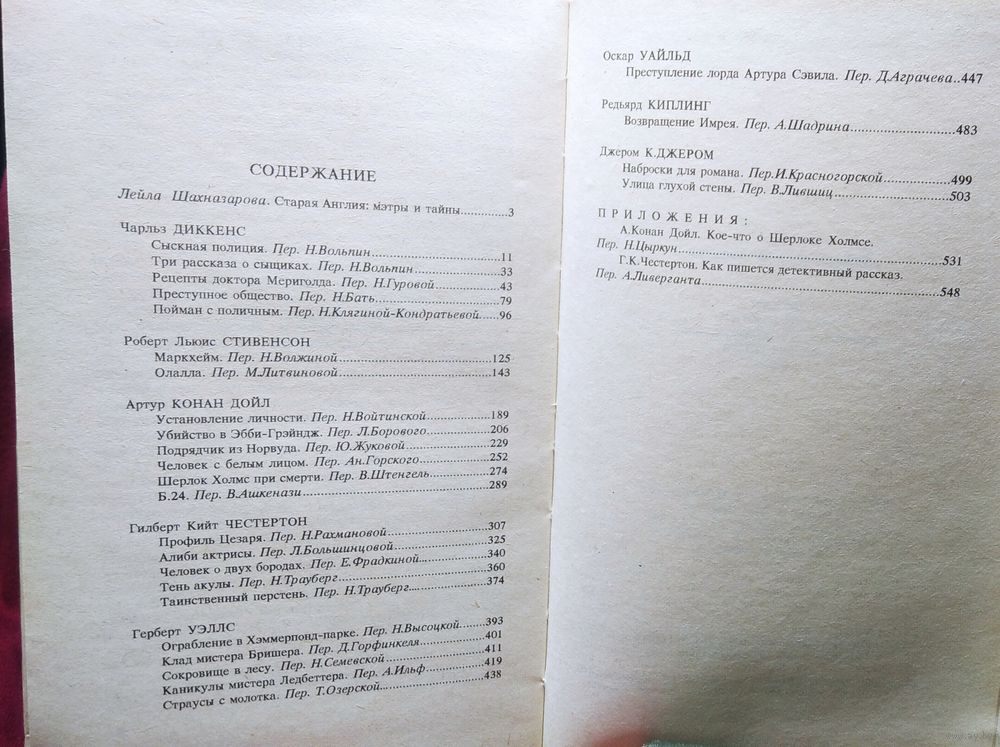 СОДЕРЖАНИЕ
Лейла Шахназарова. Старая Англия: мэтры и тайны............3
Чарльз ДИККЕНС
Сыскная полиция. Пер. Н.Вольпин........................11
Три рассказа о сыщиках. Пер. Н.Вольпин................33
Рецепты доктора Мериголда. Пер. Н.Гуровой.............43
Преступное общество. Пер. Н.Бать.......................79
Пойман с поличным. Пер. Н.Клягиной-Кондратьевой......96
Роберт Льюис СТИВЕНСОН
Маркхейм. Пер. Н.Волжиной..............................125
Олалла. Пер. М.Литвиновой..............................143
Артур КОНАН ДОЙЛ
Установление личности. Пер. Н.Войтинской..............189
Убийство в Эбби-Грэйндж. Пер. Л.Борового..............206
Подрядчик из Норвуда. Пер. Ю.Жуковой..................229
Человек с белым лицом. Пер. Ан.Горского...............252
Шерлок Холмс при смерти. Пер. В.Штенгель..............274
Б.24. Пер. В.Ашкенази..................................289
Гилберт Кийт ЧЕСТЕРТОН
Профиль Цезаря. Пер. Н.Рахмановой.....................307
Алиби актрисы. Пер. Л.Большинцовой....................325
Человек о двух бородах. Пер. Е.Фрадкиной..............340
Тень акулы. Пер. Н.Трауберг............................360
Таинственный перстень. Пер. Н.Трауберг................374
Герберт УЭЛЛС
Ограбление в Хэммерпонд-парке. Пер. Н.Высоцкой.......393
Клад мистера Бришера. Пер. Д.Горфинкеля...............401
Сокровище в лесу. Пер. Н.Семевской....................411
Каникулы мистера Ледбеттера. Пер. А.Ильф..............419
Страусы с молотка. Пер. Т.Озерской....................438
Оскар УАЙЛЬД
Преступление лорда Артура Сэвила. Пер. Д.Аграчева..447
Редьярд КИПЛИНГ
Возвращение Имрея. Пер. А.Шадрина................483
Джером К.ДЖЕРОМ
Наброски для романа. Пер.И.Красногорской..........499
Улица глухой стены. Пер. В.Лившиц.................503
ПРИЛОЖЕНИЯ:
А.Конан Дойл. Кое-что о Шерлоке Холмсе.
Пер. Н.Цыркун......................................531
Г.К.Честертон. Как пишется детективный рассказ.
Пер. А.Ливерганта..................................548